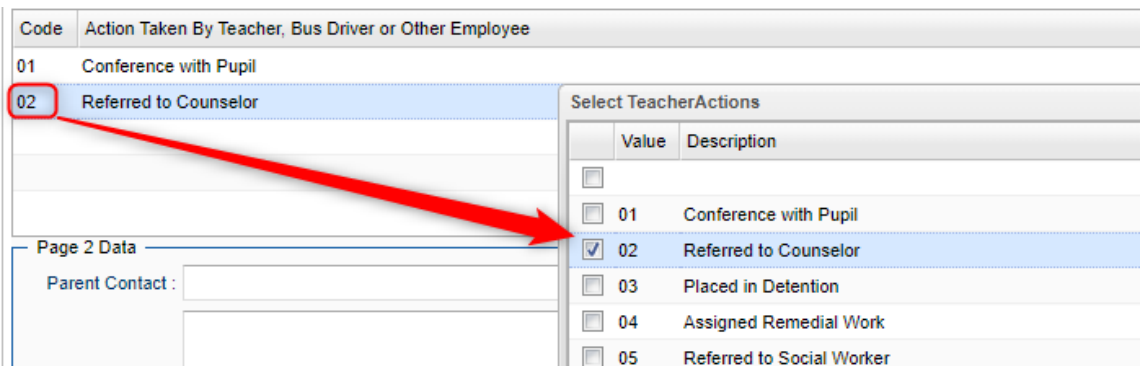 Code Action Taken By Teacher, Bus Driver or Other Employee
01 Conference with Pupil
02 Referred to Counselor
Select TeacherActions
Value Description
01 Conference with Pupil
02 Referred to Counselor
03 Placed in Detention
04 Assigned Remedial Work
05 Referred to Social Worker
Page 2 Data
Parent Contact :